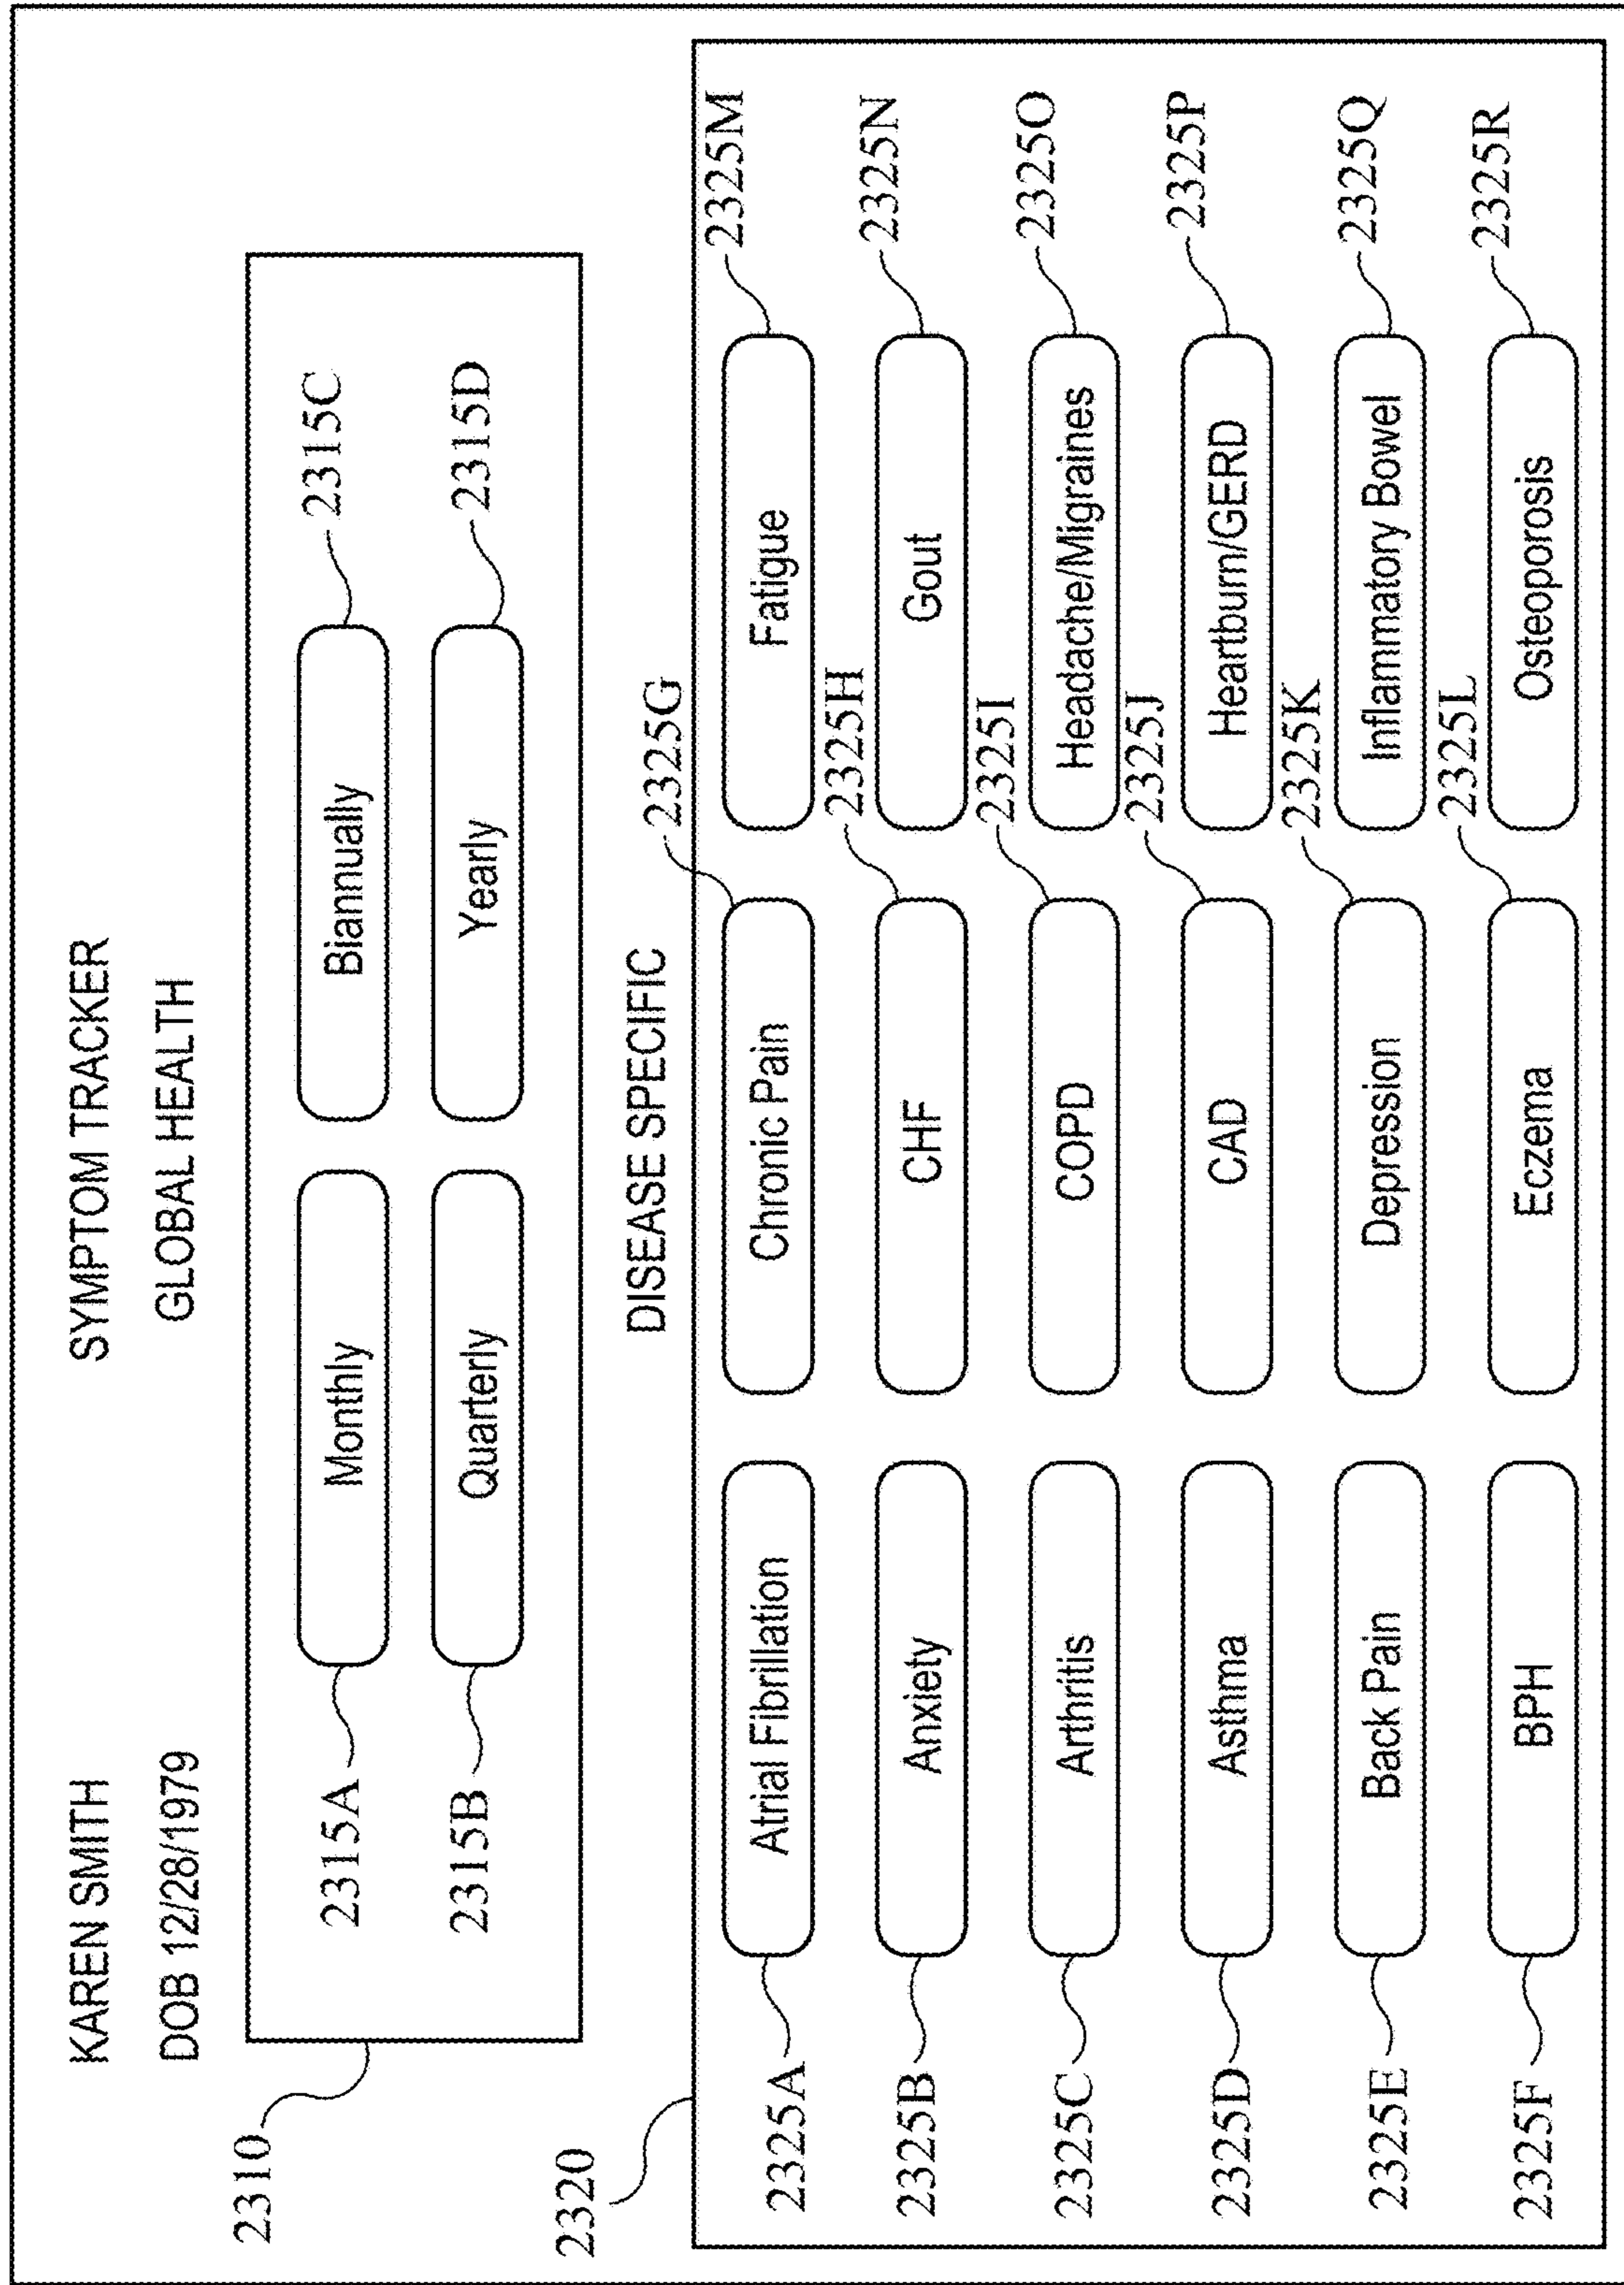 KAREN SMITH SYMPTOM TRACKER
DOB 12/28/1979 GLOBAL HEALTH
2310
2315A Monthly Biannually 2315C
2315B Quarterly Yearly 2315D
DISEASE SPECIFIC
2320
2325A Atrial Fibrillation Chronic Pain 2325G Fatigue 2325M
2325B Anxiety CHF 2325H Gout 2325N
2325C Arthritis COPD 2325I Headache/Migraines 2325O
2325D Asthma CAD 2325J Heartburn/GERD 2325P
2325E Back Pain Depression 2325K Inflammatory Bowel 2325Q
2325F BPH Eczema 2325L Osteoporosis 2325R